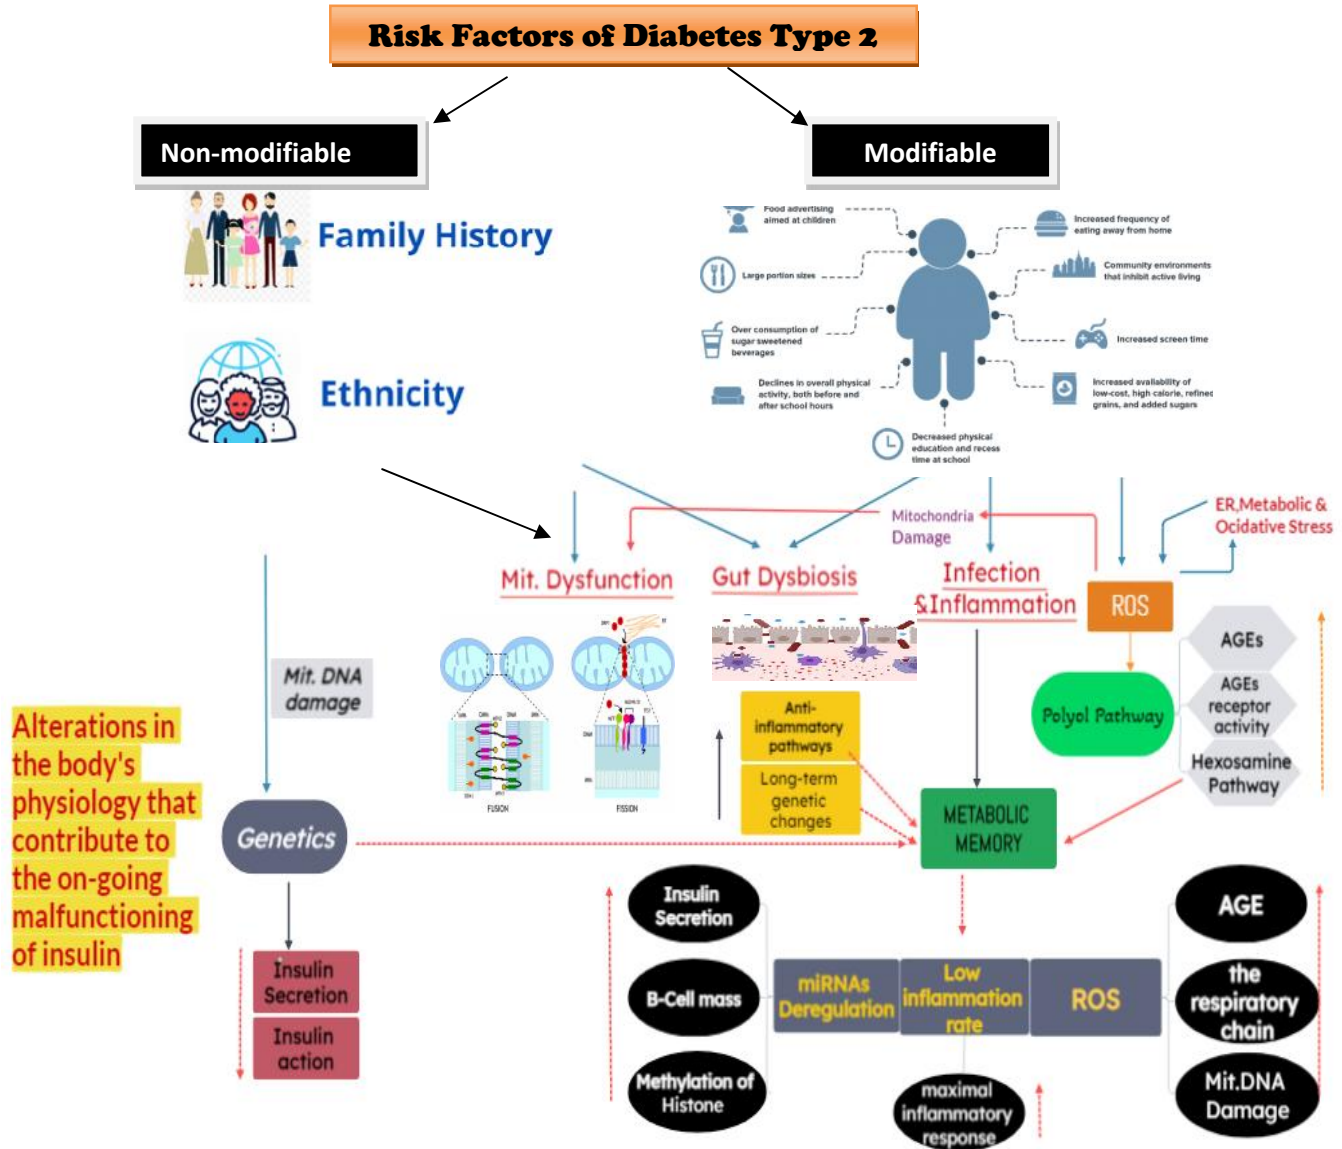 Risk Factors of Diabetes Type 2
Non-modifiable
Modifiable
Family History
Ethnicity
Food advertising
aimed at children
Large portion sizes
Over consumption of
sugar sweetened
beverages
Declines in overall physical
activity, both before and
after school hours
Decreased physical
education and recess
time at school
Increased frequency of
eating away from home
Community environments
that inhibit active living
Increased screen time
Increased availability of
low-cost, high calorie, refined
grains, and added sugars
Mitochondria
Damage
ER,Metabolic &
Ocidative Stress
Mit. Dysfunction
Gut Dysbiosis
Infection
&Inflammation
ROS
Mit. DNA
damage
FUSION
FISSION
Anti-
inflammatory
pathways
Long-term
genetic
changes
Polyol Pathway
AGEs
AGEs
receptor
activity
Hexosamine
Pathway
Alterations in
the body's
physiology that
contribute to
the on-going
malfunctioning
of insulin
Genetics
METABOLIC
MEMORY
Insulin
Secretion
Insulin
action
Insulin
Secretion
B-Cell mass
Methylation of
Histone
miRNAs
Deregulation
Low
inflammation
rate
ROS
maximal
inflammatory
response
AGE
the
respiratory
chain
Mit.DNA
Damage